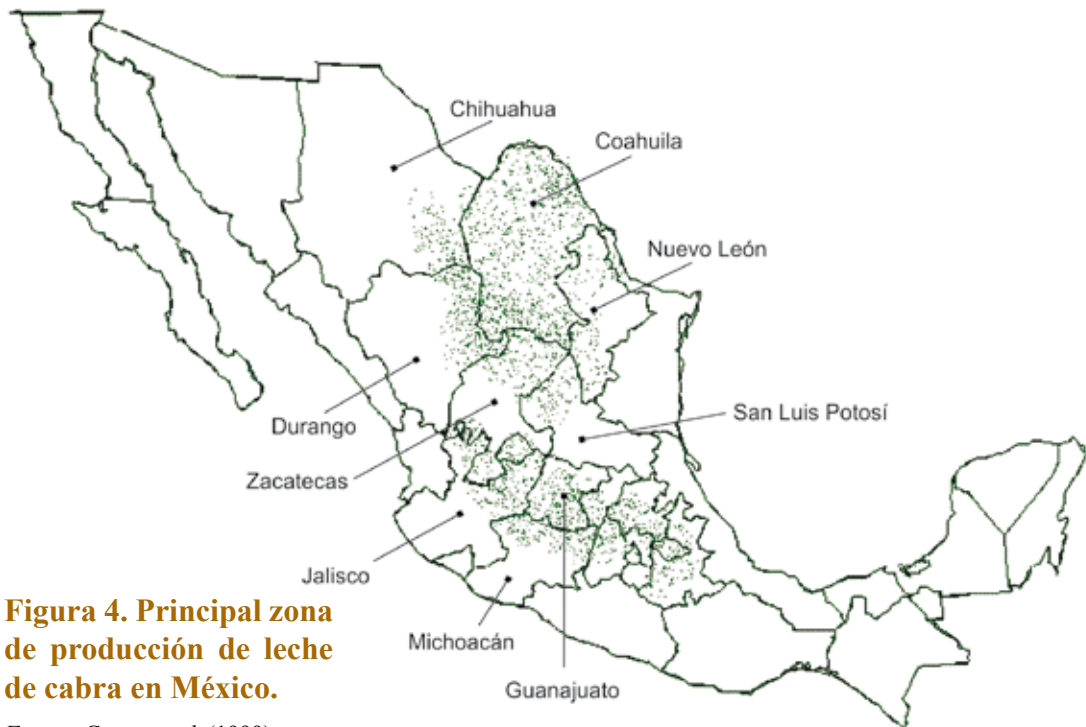 Chihuahua
Coahuila
Nuevo León
San Luis Potosí
Durango
Zacatecas
Jalisco
Michoacán
Guanajuato
Figura 4. Principal zona
de producción de leche
de cabra en México.